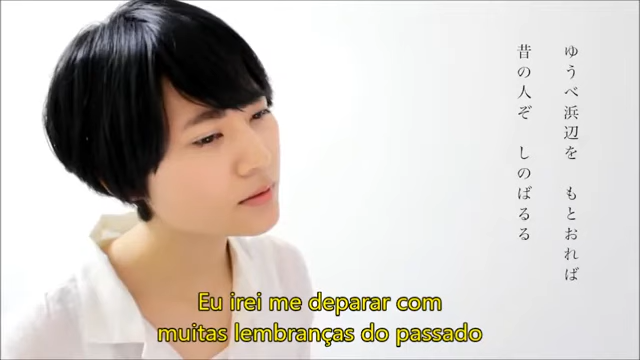 ゆうべ浜辺を　もとおれば
昔の人ぞ　しのばるる
Eu irei me deparar com
muitas lembranças do passado